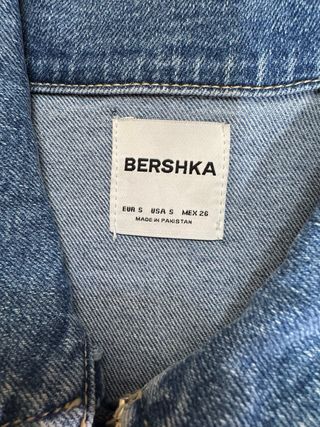 BERSHKA
EUR S USA S MEX 26
MADE IN PAKISTAN